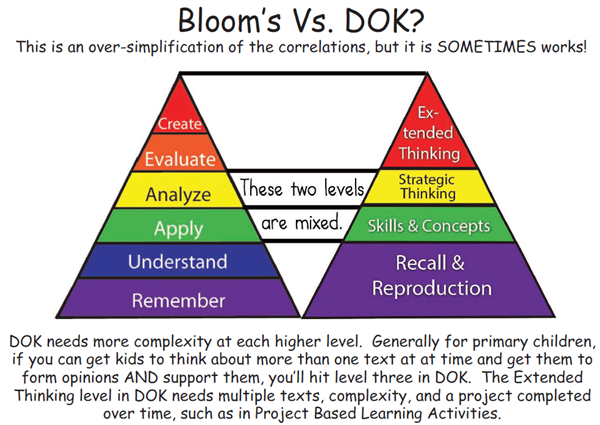 Bloom's Vs. DOK?
This is an over-simplification of the correlations, but it is SOMETIMES works!
Create
Evaluate
Analyze
Apply
Understand
Remember
These two levels
are mixed.
Ex-
tended
Thinking
Strategic
Thinking
Skills & Concepts
Recall &
Reproduction
DOK needs more complexity at each higher level.  Generally for primary children,
if you can get kids to think about more than one text at at time and get them to
form opinions AND support them, you'll hit level three in DOK.  The Extended
Thinking level in DOK needs multiple texts, complexity, and a project completed
over time, such as in Project Based Learning Activities.